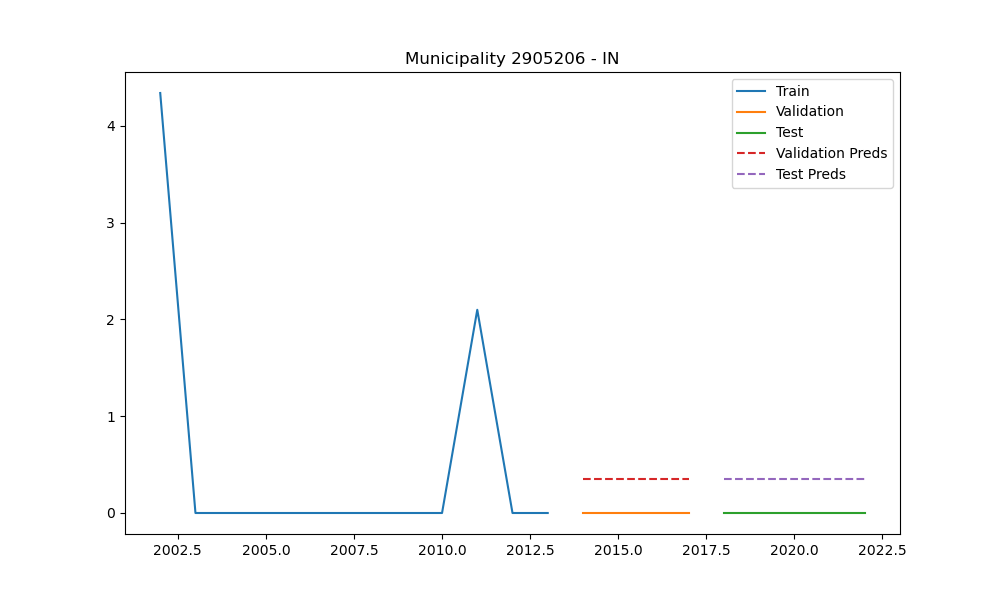 Municipality 2905206 - IN
Train
Validation
Test
Validation Preds
Test Preds
4
3
2
1
0
2002.5 2005.0 2007.5 2010.0 2012.5 2015.0 2017.5 2020.0 2022.5